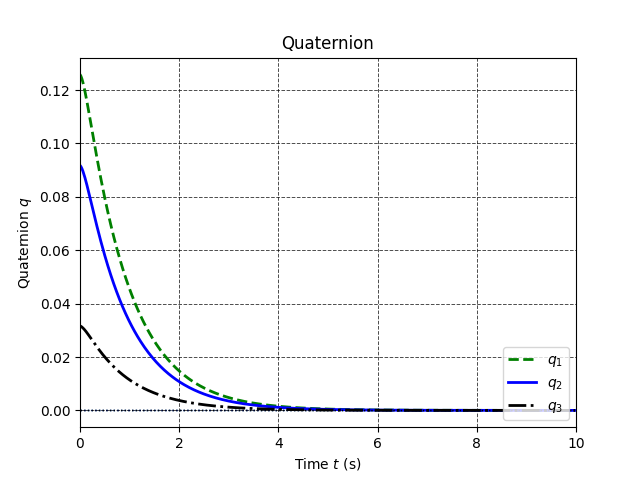 Quaternion
0.12
0.10
0.08
0.06
0.04
0.02
0.00
Quaternion q
0 2 4 6 8 10
Time t (s)
q₁
q₂
q₃